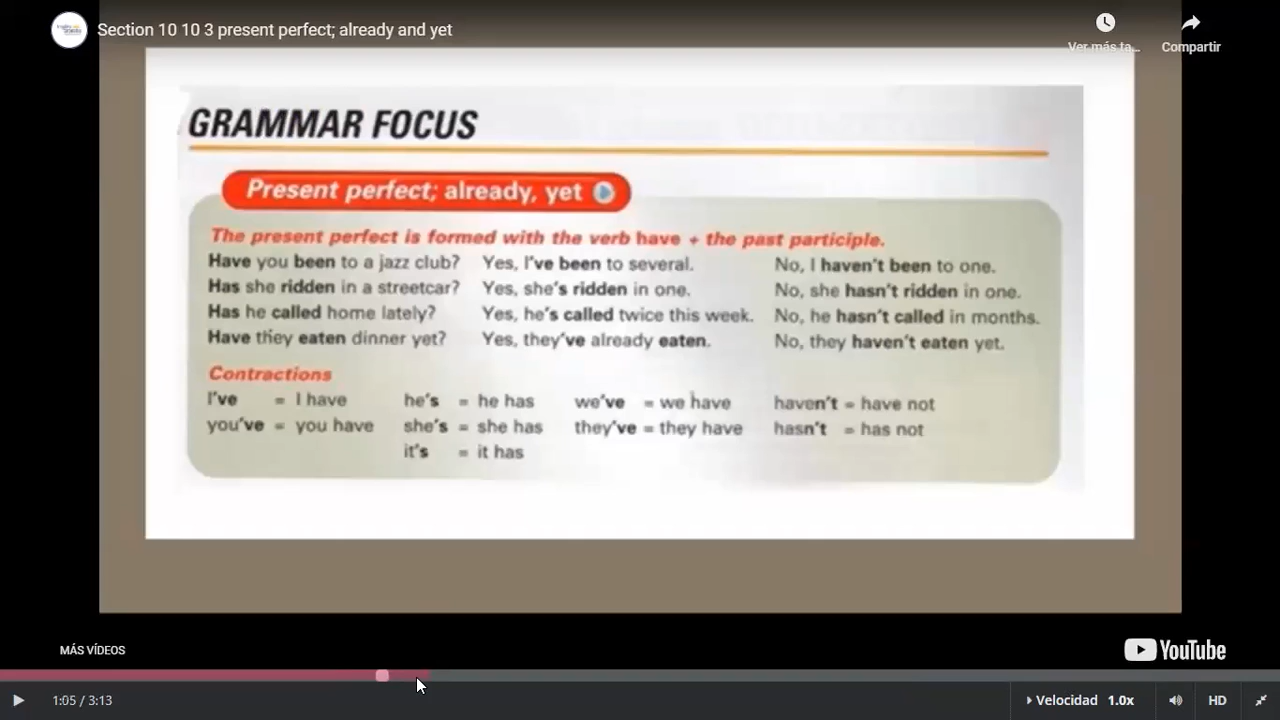 Section 10 10 3 present perfect; already and yet
Ver más ta...
Compartir
GRAMMAR FOCUS
Present perfect; already, yet
The present perfect is formed with the verb have + the past participle.
Have you been to a jazz club? Yes, I've been to several. No, I haven't been to one.
Has she ridden in a streetcar? Yes, she's ridden in one. No, she hasn't ridden in one.
Has he called home lately? Yes, he's called twice this week. No, he hasn't called in months.
Have they eaten dinner yet? Yes, they've already eaten. No, they haven't eaten yet.
Contractions
I've = I have he's = he has we've = we have haven't = have not
you've = you have she's = she has they've = they have hasn't = has not
it's = it has
MÁS VÍDEOS
YouTube
1:05 / 3:13
Velocidad 1.0x
HD